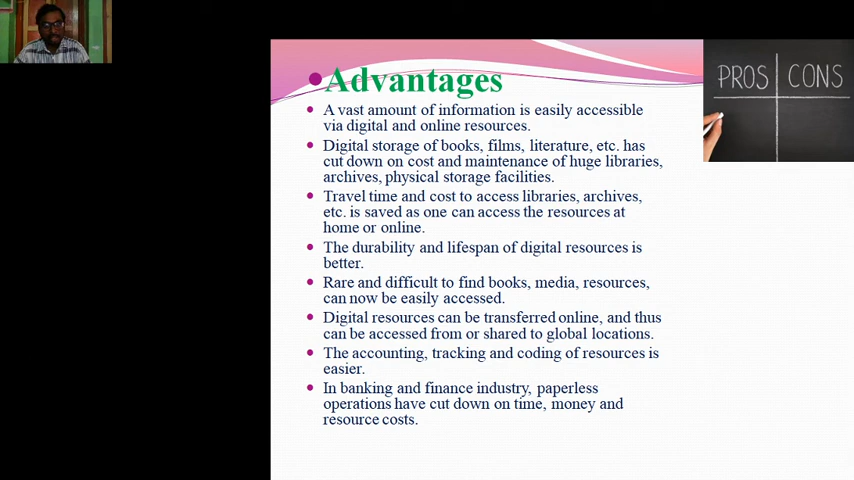 Advantages
PROS CONS
A vast amount of information is easily accessible
via digital and online resources.
Digital storage of books, films, literature, etc. has
cut down on cost and maintenance of huge libraries,
archives, physical storage facilities.
Travel time and cost to access libraries, archives,
etc. is saved as one can access the resources at
home or online.
The durability and lifespan of digital resources is
better.
Rare and difficult to find books, media, resources,
can now be easily accessed.
Digital resources can be transferred online, and thus
can be accessed from or shared to global locations.
The accounting, tracking and coding of resources is
easier.
In banking and finance industry, paperless
operations have cut down on time, money and
resource costs.